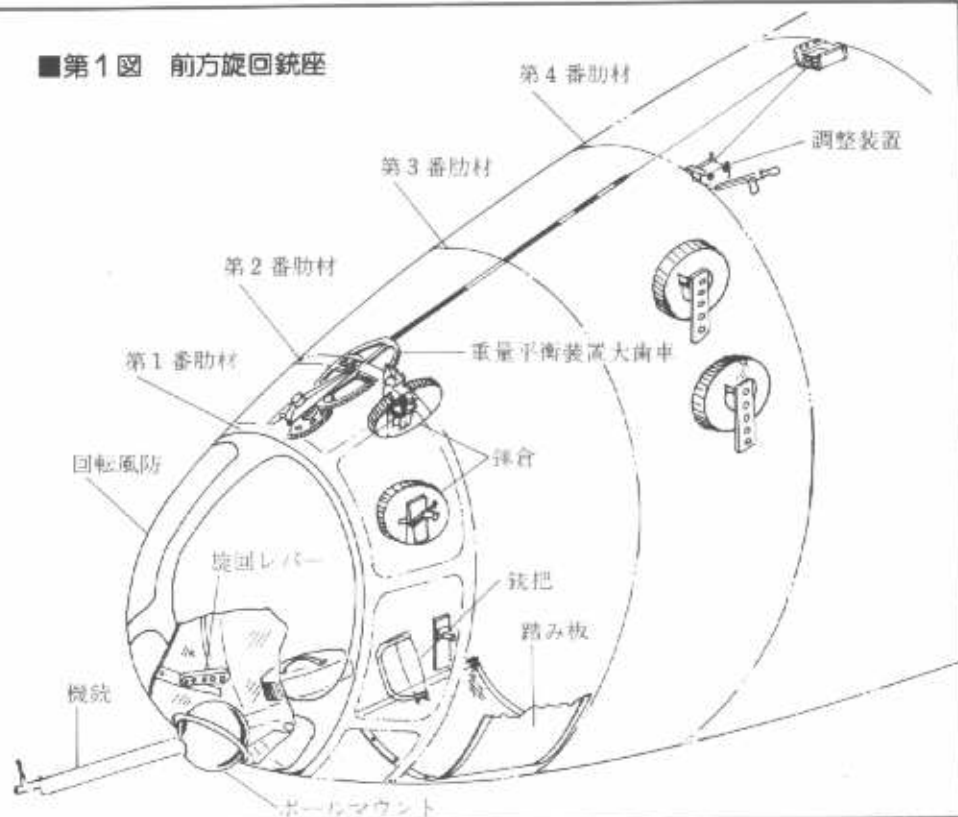 ■第1図 前方旋回銃座
第4番肋材
調整装置
第3番肋材
第2番肋材
重量平衡装置大歯車
第1番肋材
回転風防
弾倉
旋回レバー
銃把
踏み板
機銃
ボールマウント